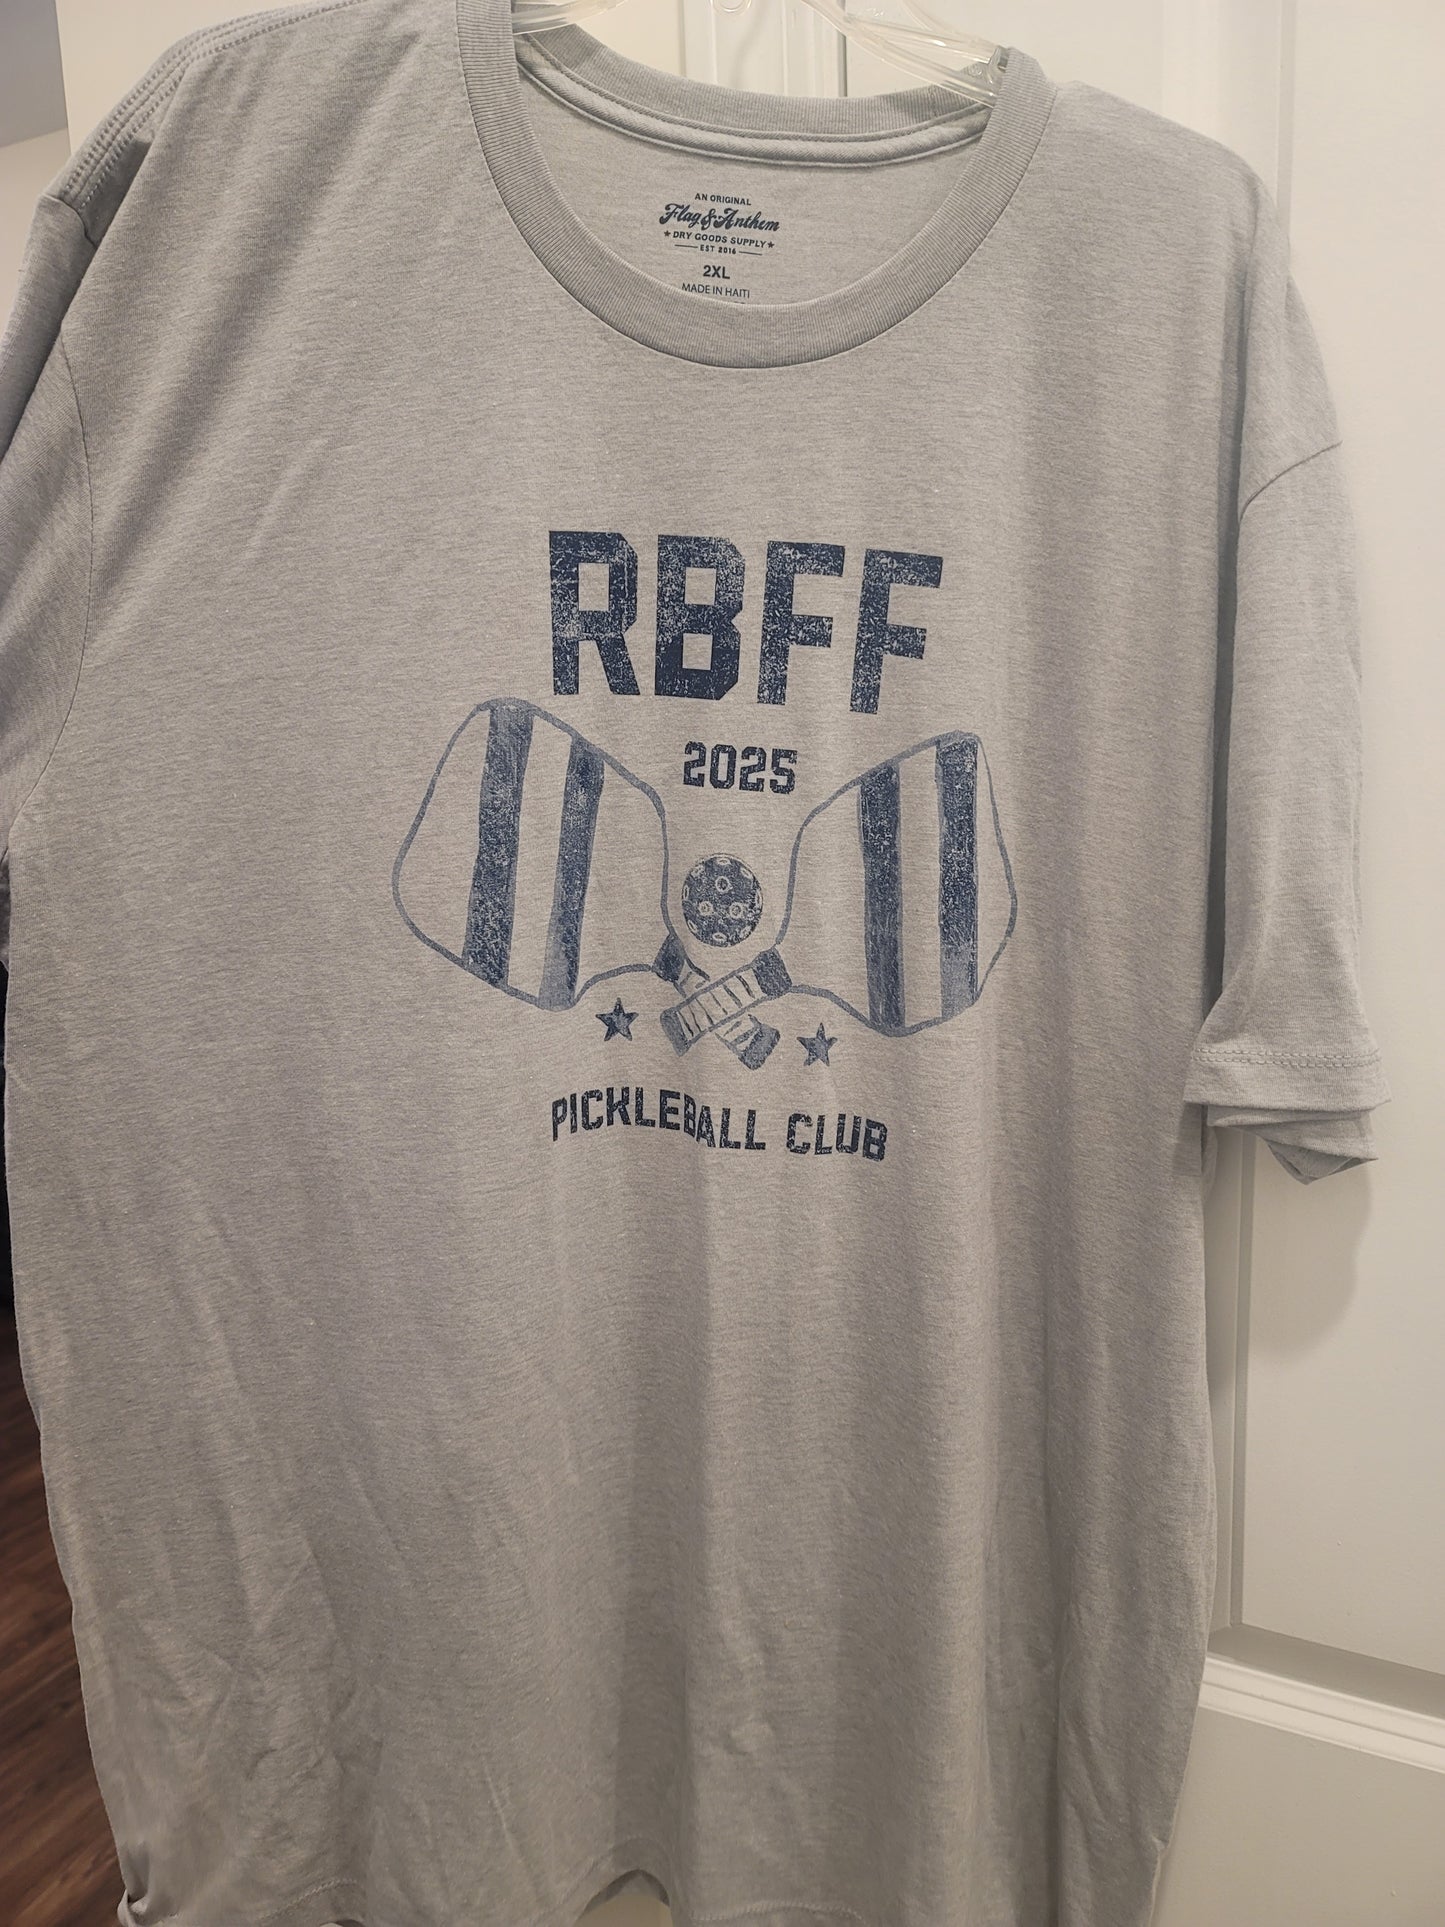 AN ORIGINAL
Flag & Anthem
★ DRY GOODS SUPPLY ★
EST 2016
2XL
MADE IN HAITI
RBFF
2025
PICKLEBALL CLUB